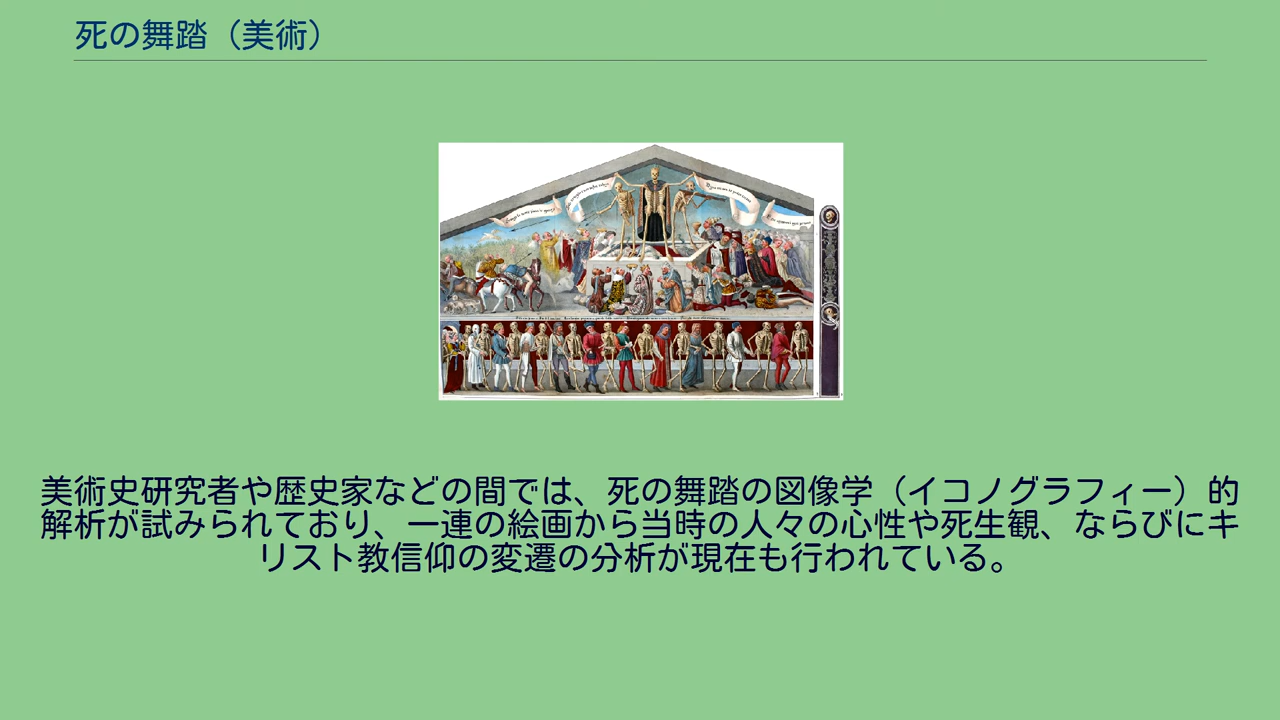 死の舞踏（美術）
美術史研究者や歴史家などの間では、死の舞踏の図像学（イコノグラフィー）的
解析が試みられており、一連の絵画から当時の人々の心性や死生観、ならびにキ
リスト教信仰の変遷の分析が現在も行われている。